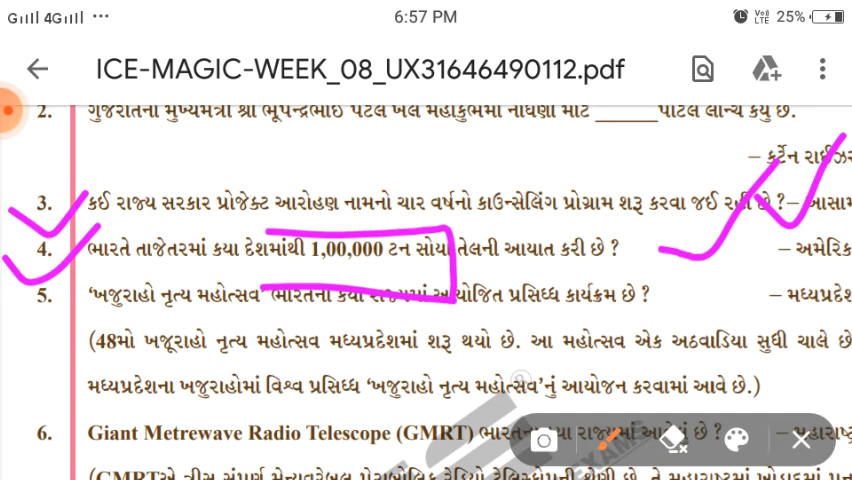 6:57 PM
4G
Vo) LTE 25%
ICE-MAGIC-WEEK_08_UX31646490112.pdf
2. ગુજરાતના મુખ્યમંત્રી શ્રી ભૂપેન્દ્રભાઈ પટેલ ખેલ મહાકુંભમાં નોંધણી માટે ______ પોર્ટલ લોન્ચ કર્યુ છે.
– કર્ટેન રાઈઝર
3. કઈ રાજ્ય સરકાર પ્રોજેક્ટ આરોહણ નામનો ચાર વર્ષનો કાઉન્સેલિંગ પ્રોગ્રામ શરૂ કરવા જઈ રહી છે ? – આસામ
4. ભારતે તાજેતરમાં કયા દેશમાંથી 1,00,000 ટન સોયા તેલની આયાત કરી છે ? – અમેરિક
5. ‘ખજુરાહો નૃત્ય મહોત્સવ’ ભારતના કયા રાજ્યમાં આયોજિત પ્રસિધ્ધ કાર્યક્રમ છે ? – મધ્યપ્રદેશ
(48મો ખજૂરાહો નૃત્ય મહોત્સવ મધ્યપ્રદેશમાં શરૂ થયો છે. આ મહોત્સવ એક અઠવાડિયા સુધી ચાલે છે
મધ્યપ્રદેશના ખજુરાહોમાં વિશ્વ પ્રસિધ્ધ ‘ખજુરાહો નૃત્ય મહોત્સવ’નું આયોજન કરવામાં આવે છે.)
6. Giant Metrewave Radio Telescope (GMRT) ભારતના કયા રાજ્યમાં આવેલું છે ? – મહારાષ્ટ્ર
(GMRTએ ત્રીસ સંપૂર્ણ